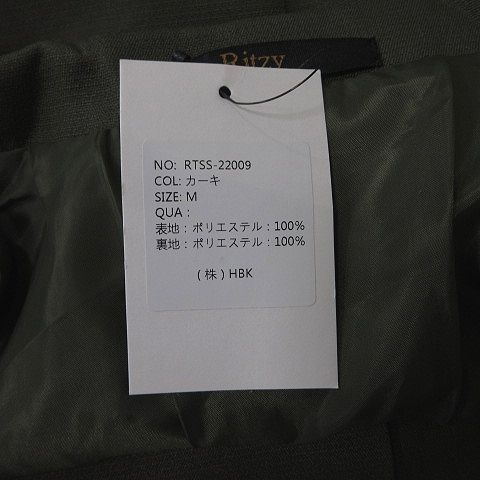 Ritzy
NO: RTSS-22009
COL: カーキ
SIZE: M
QUA :
表地 : ポリエステル : 100%
裏地 : ポリエステル : 100%
( 株 ) HBK